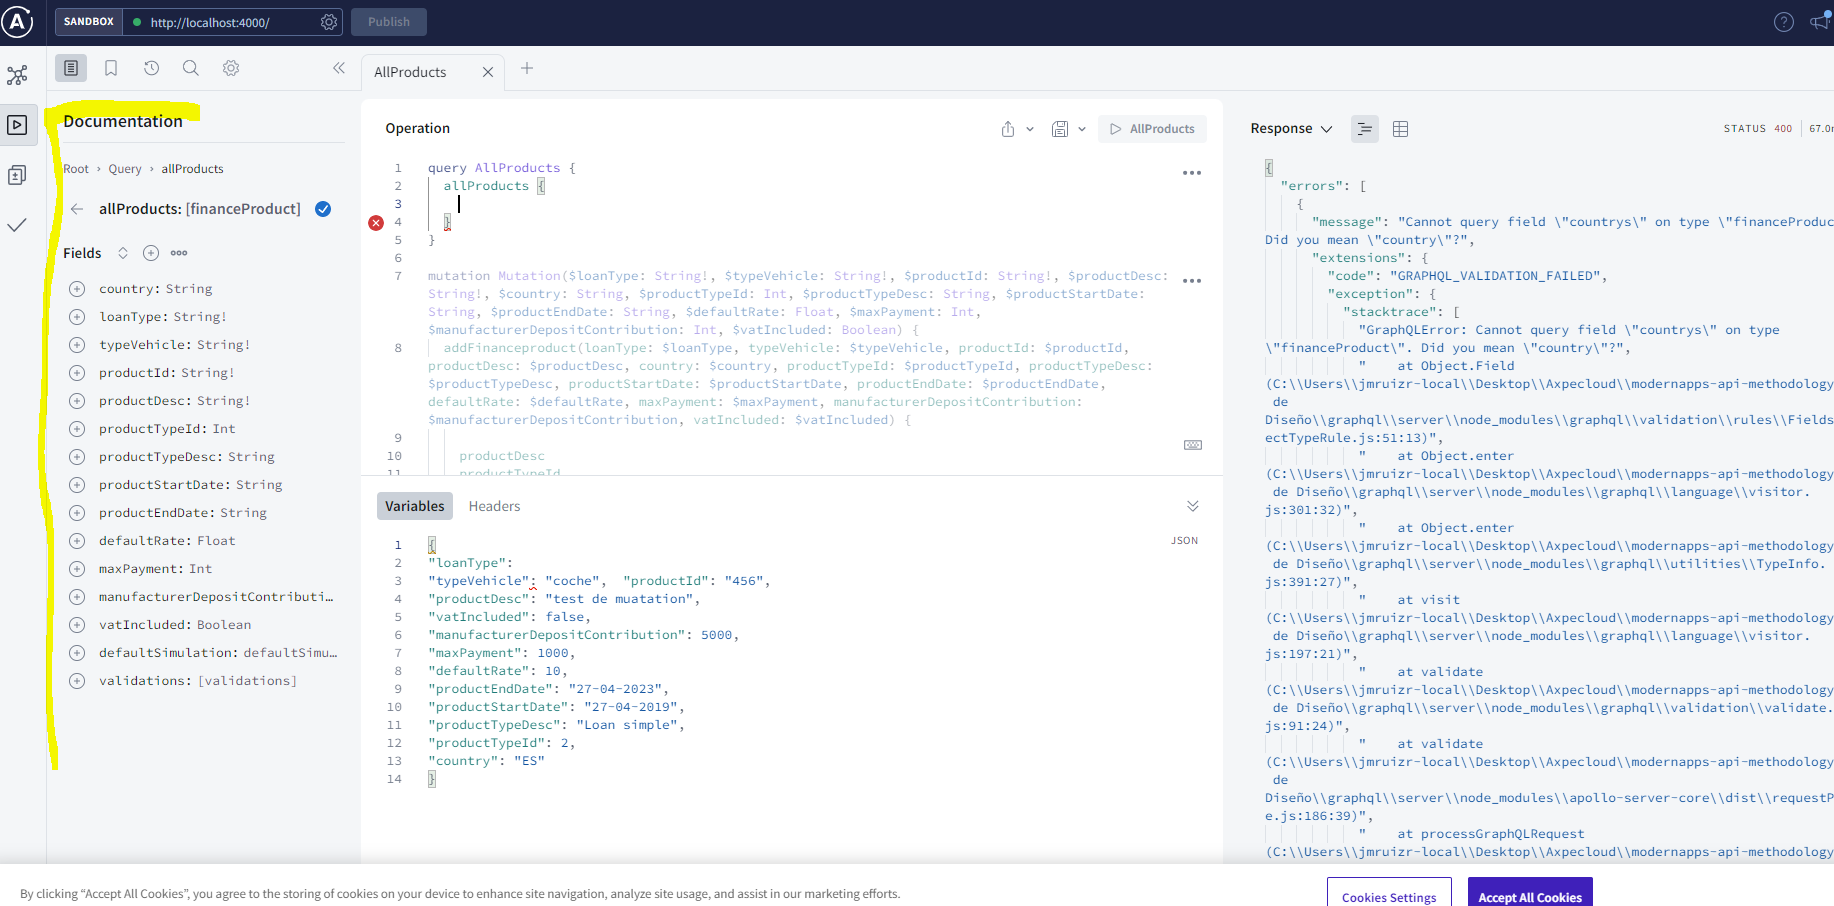 SANDBOX
http://localhost:4000/
Publish
AllProducts
Documentation
Root › Query › allProducts
allProducts: [financeProduct]
Fields
country: String
loanType: String!
typeVehicle: String!
productId: String!
productDesc: String!
productTypeId: Int
productTypeDesc: String
productStartDate: String
productEndDate: String
defaultRate: Float
maxPayment: Int
manufacturerDepositContributi...
vatIncluded: Boolean
defaultSimulation: defaultSimu...
validations: [validations]
Operation
AllProducts
1 query AllProducts {
2 allProducts {
3
4 }
5 }
6
7 mutation Mutation($loanType: String!, $typeVehicle: String!, $productId: String!, $productDesc:
String!, $country: String, $productTypeId: Int, $productTypeDesc: String, $productStartDate:
String, $productEndDate: String, $defaultRate: Float, $maxPayment: Int,
$manufacturerDepositContribution: Int, $vatIncluded: Boolean) {
8 addFinanceproduct(loanType: $loanType, typeVehicle: $typeVehicle, productId: $productId,
productDesc: $productDesc, country: $country, productTypeId: $productTypeId, productTypeDesc:
$productTypeDesc, productStartDate: $productStartDate, productEndDate: $productEndDate,
defaultRate: $defaultRate, maxPayment: $maxPayment, manufacturerDepositContribution:
$manufacturerDepositContribution, vatIncluded: $vatIncluded) {
9
10 productDesc
11 productTypeId
Variables Headers
JSON
1 {
2 "loanType":
3 "typeVehicle": "coche", "productId": "456",
4 "productDesc": "test de muatation",
5 "vatIncluded": false,
6 "manufacturerDepositContribution": 5000,
7 "maxPayment": 1000,
8 "defaultRate": 10,
9 "productEndDate": "27-04-2023",
10 "productStartDate": "27-04-2019",
11 "productTypeDesc": "Loan simple",
12 "productTypeId": 2,
13 "country": "ES"
14 }
Response
STATUS 400 67.0m
{
"errors": [
{
"message": "Cannot query field \"countrys\" on type \"financeProduc
Did you mean \"country\"?",
"extensions": {
"code": "GRAPHQL_VALIDATION_FAILED",
"exception": {
"stacktrace": [
"GraphQLError: Cannot query field \"countrys\" on type
\"financeProduct\". Did you mean \"country\"?",
" at Object.Field
(C:\\Users\\jmruizr-local\\Desktop\\Axpecloud\\modernapps-api-methodology
de
Diseño\\graphql\\server\\node_modules\\graphql\\validation\\rules\\Fields
ectTypeRule.js:51:13)",
" at Object.enter
(C:\\Users\\jmruizr-local\\Desktop\\Axpecloud\\modernapps-api-methodology
de Diseño\\graphql\\server\\node_modules\\graphql\\language\\visitor.
js:301:32)",
" at Object.enter
(C:\\Users\\jmruizr-local\\Desktop\\Axpecloud\\modernapps-api-methodology
de Diseño\\graphql\\server\\node_modules\\graphql\\utilities\\TypeInfo.
js:391:27)",
" at visit
(C:\\Users\\jmruizr-local\\Desktop\\Axpecloud\\modernapps-api-methodology
de Diseño\\graphql\\server\\node_modules\\graphql\\language\\visitor.
js:197:21)",
" at validate
(C:\\Users\\jmruizr-local\\Desktop\\Axpecloud\\modernapps-api-methodology
de Diseño\\graphql\\server\\node_modules\\graphql\\validation\\validate.
js:91:24)",
" at validate
(C:\\Users\\jmruizr-local\\Desktop\\Axpecloud\\modernapps-api-methodology
de
Diseño\\graphql\\server\\node_modules\\apollo-server-core\\dist\\requestP
e.js:186:39)",
" at processGraphQLRequest
(C:\\Users\\jmruizr-local\\Desktop\\Axpecloud\\modernapps-api-methodology
By clicking “Accept All Cookies”, you agree to the storing of cookies on your device to enhance site navigation, analyze site usage, and assist in our marketing efforts.
Cookies Settings
Accept All Cookies